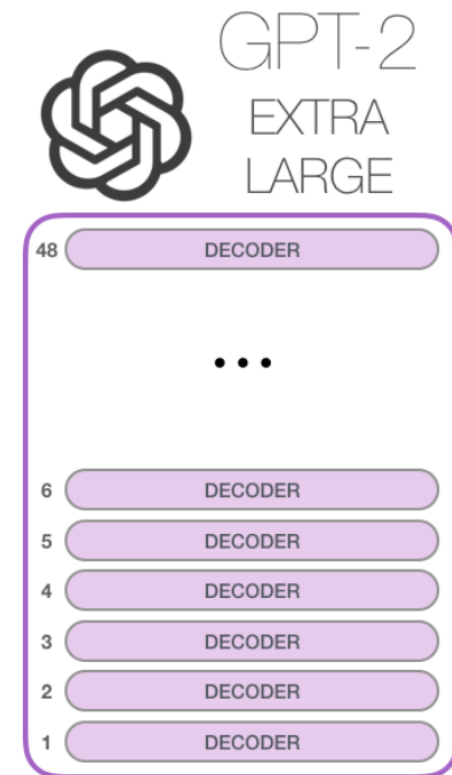 GPT-2
EXTRA
LARGE
48 DECODER
...
6 DECODER
5 DECODER
4 DECODER
3 DECODER
2 DECODER
1 DECODER